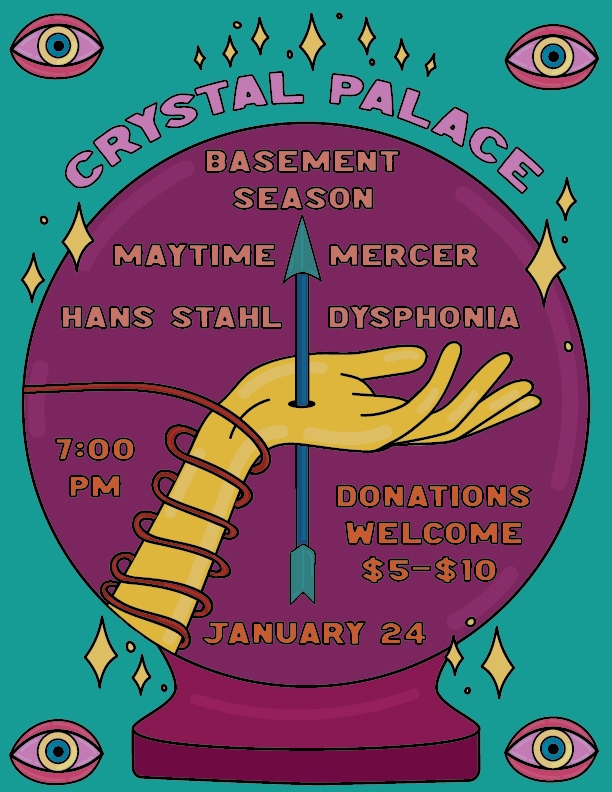 CRYSTAL PALACE
BASEMENT
SEASON
MAYTIME MERCER
HANS STAHL DYSPHONIA
7:00
PM
DONATIONS
WELCOME
$5-$10
JANUARY 24